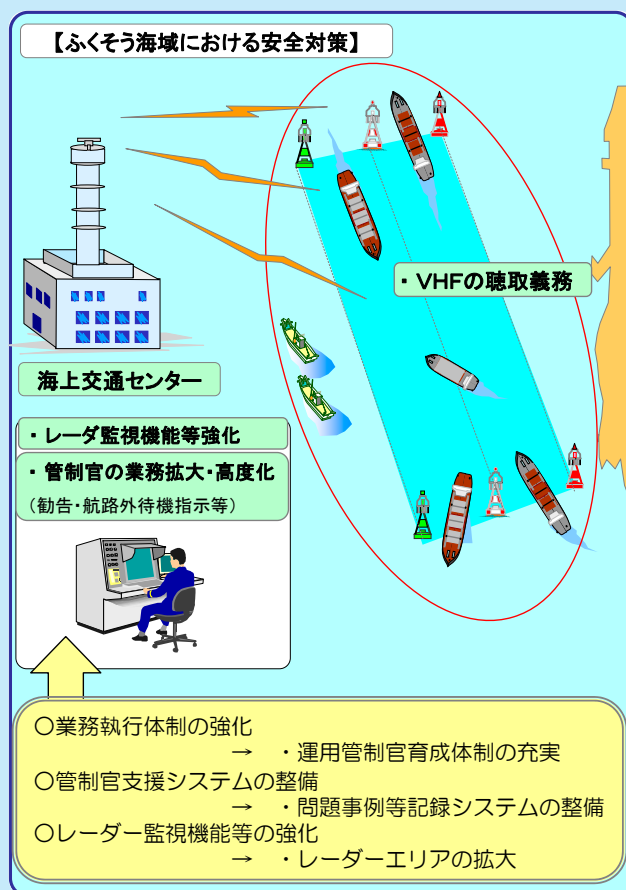 【ふくそう海域における安全対策】
・VHFの聴取義務
海上交通センター
・レーダ監視機能等強化
・管制官の業務拡大・高度化
（勧告・航路外待機指示等）
○業務執行体制の強化
→ ・運用管制官育成体制の充実
○管制官支援システムの整備
→ ・問題事例等記録システムの整備
○レーダー監視機能等の強化
→ ・レーダーエリアの拡大